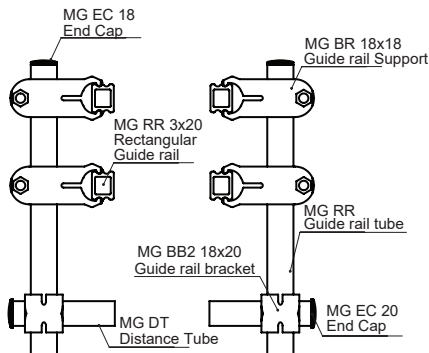 MG EC 18
End Cap
MG BR 18x18
Guide rail Support
MG RR 3x20
Rectangular
Guide rail
MG RR
Guide rail tube
MG BB2 18x20
Guide rail bracket
MG DT
Distance Tube
MG EC 20
End Cap